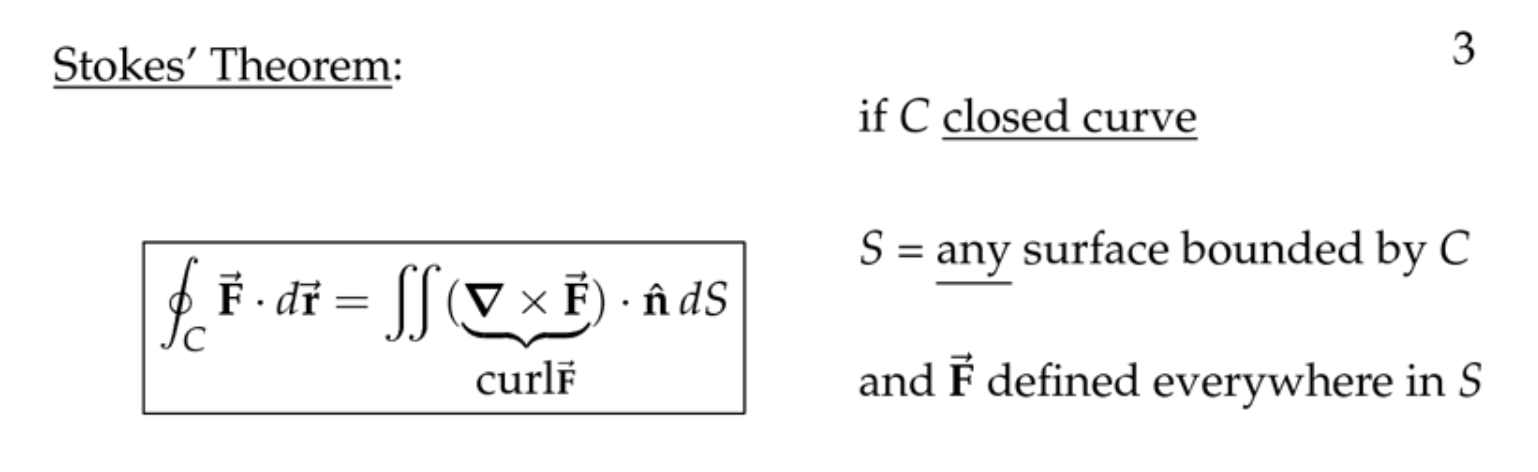 Stokes’ Theorem:
3
if C closed curve
S = any surface bounded by C
and $\vec{\mathbf{F}}$ defined everywhere in S
$\oint_C \vec{\mathbf{F}} \cdot d\vec{\mathbf{r}} = \iint (\underbrace{\boldsymbol{\nabla} \times \vec{\mathbf{F}}}_{\text{curl}\vec{\mathbf{F}}}) \cdot \hat{\mathbf{n}}\, dS$